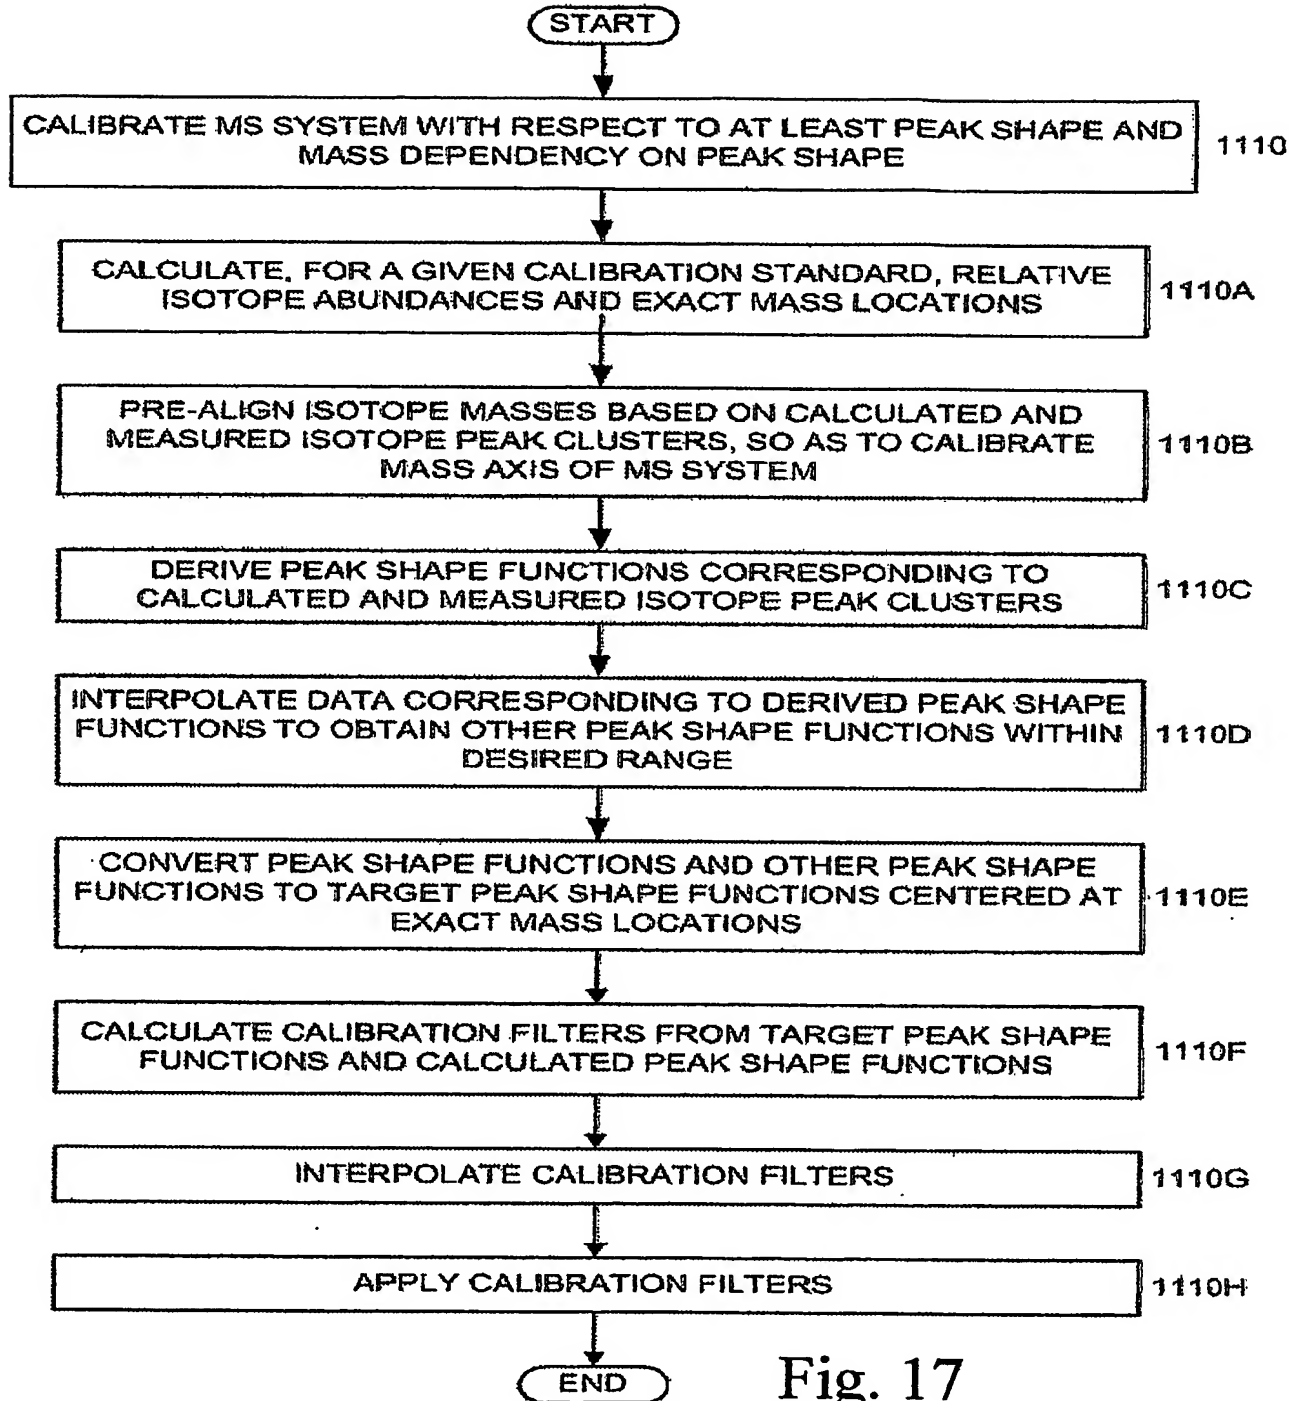 START
CALIBRATE MS SYSTEM WITH RESPECT TO AT LEAST PEAK SHAPE AND
MASS DEPENDENCY ON PEAK SHAPE
1110
CALCULATE, FOR A GIVEN CALIBRATION STANDARD, RELATIVE
ISOTOPE ABUNDANCES AND EXACT MASS LOCATIONS
1110A
PRE-ALIGN ISOTOPE MASSES BASED ON CALCULATED AND
MEASURED ISOTOPE PEAK CLUSTERS, SO AS TO CALIBRATE
MASS AXIS OF MS SYSTEM
1110B
DERIVE PEAK SHAPE FUNCTIONS CORRESPONDING TO
CALCULATED AND MEASURED ISOTOPE PEAK CLUSTERS
1110C
INTERPOLATE DATA CORRESPONDING TO DERIVED PEAK SHAPE
FUNCTIONS TO OBTAIN OTHER PEAK SHAPE FUNCTIONS WITHIN
DESIRED RANGE
1110D
CONVERT PEAK SHAPE FUNCTIONS AND OTHER PEAK SHAPE
FUNCTIONS TO TARGET PEAK SHAPE FUNCTIONS CENTERED AT
EXACT MASS LOCATIONS
1110E
CALCULATE CALIBRATION FILTERS FROM TARGET PEAK SHAPE
FUNCTIONS AND CALCULATED PEAK SHAPE FUNCTIONS
1110F
INTERPOLATE CALIBRATION FILTERS
1110G
APPLY CALIBRATION FILTERS
1110H
END
Fig. 17